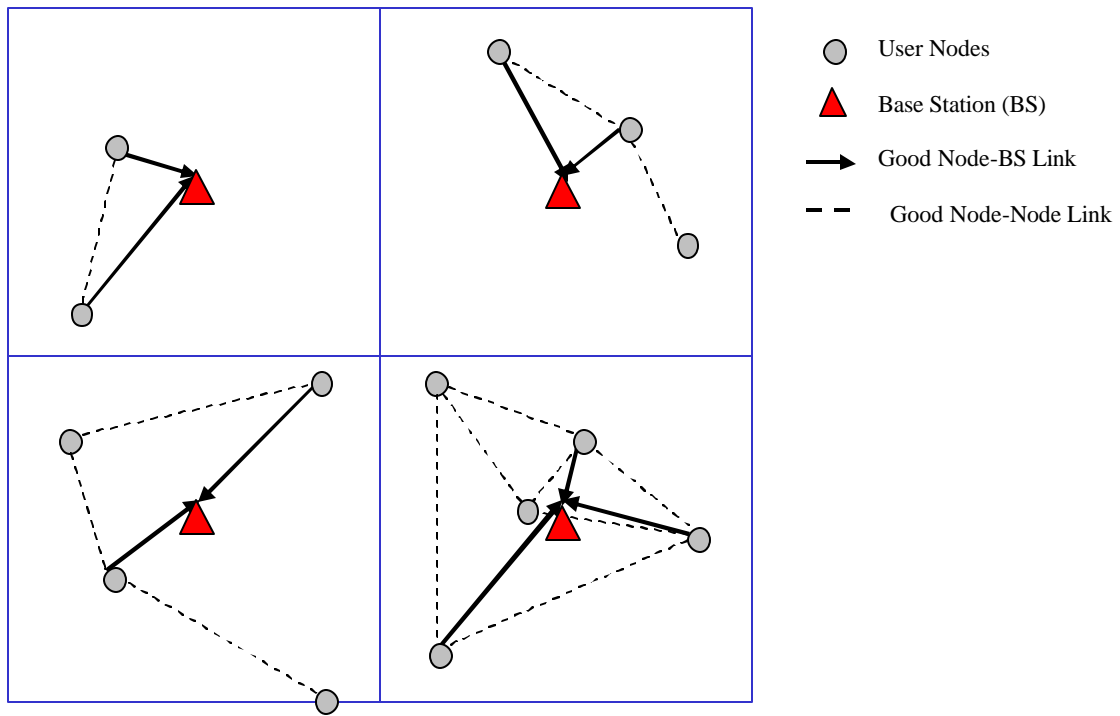 User Nodes
Base Station (BS)
Good Node-BS Link
Good Node-Node Link